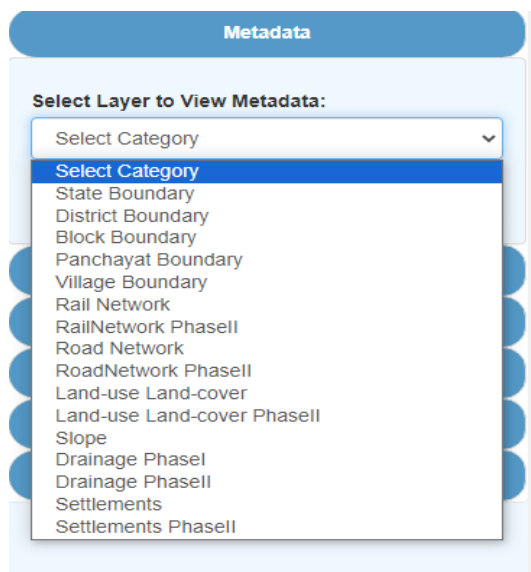 Metadata
Select Layer to View Metadata:
Select Category
Select Category
State Boundary
District Boundary
Block Boundary
Panchayat Boundary
Village Boundary
Rail Network
RailNetwork PhaseII
Road Network
RoadNetwork PhaseII
Land-use Land-cover
Land-use Land-cover PhaseII
Slope
Drainage PhaseI
Drainage PhaseII
Settlements
Settlements PhaseII